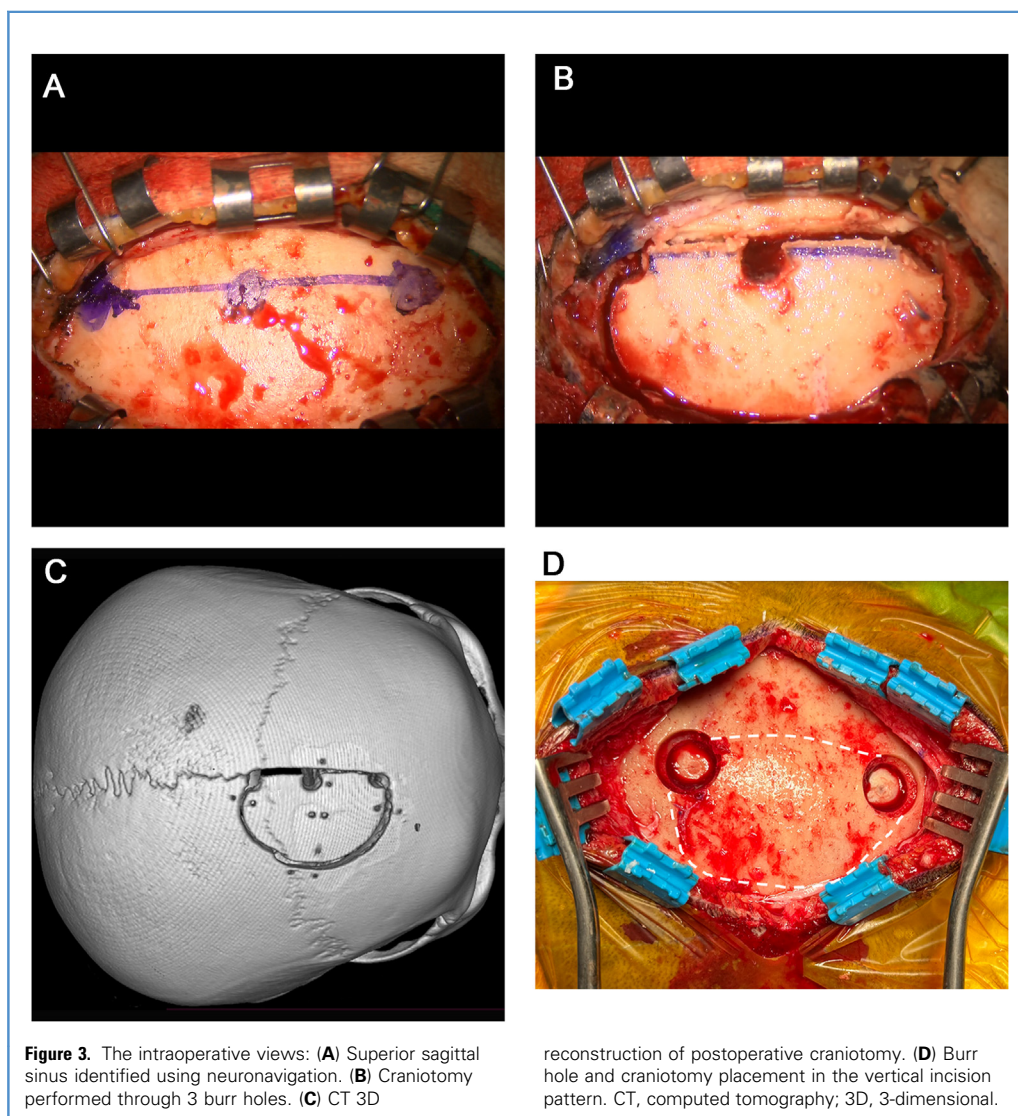 A
B
C
D
Figure 3. The intraoperative views: (A) Superior sagittal
sinus identified using neuronavigation. (B) Craniotomy
performed through 3 burr holes. (C) CT 3D
reconstruction of postoperative craniotomy. (D) Burr
hole and craniotomy placement in the vertical incision
pattern. CT, computed tomography; 3D, 3-dimensional.